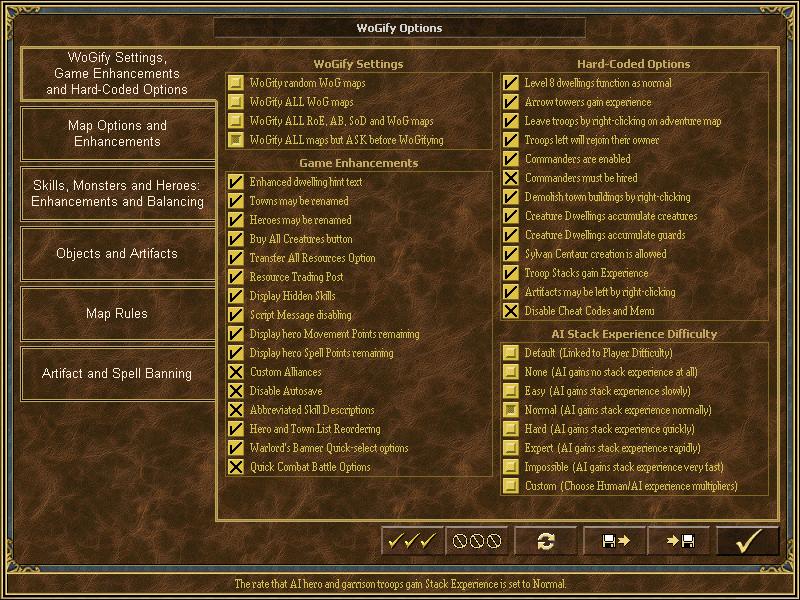 WoGify Options
WoGify Settings,
Game Enhancements
and Hard-Coded Options
Map Options and
Enhancements
Skills, Monsters and Heroes:
Enhancements and Balancing
Objects and Artifacts
Map Rules
Artifact and Spell Banning
WoGify Settings
WoGify random WoG maps
WoGify ALL WoG maps
WoGify ALL RoE, AB, SoD and WoG maps
WoGify ALL maps but ASK before WoGifying
Game Enhancements
Enhanced dwelling hint text
Towns may be renamed
Heroes may be renamed
Buy All Creatures button
Transfer All Resources Option
Resource Trading Post
Display Hidden Skills
Script Message disabling
Display hero Movement Points remaining
Display hero Spell Points remaining
Custom Alliances
Disable Autosave
Abbreviated Skill Descriptions
Hero and Town List Reordering
Warlord's Banner Quick-select options
Quick Combat Battle Options
Hard-Coded Options
Level 8 dwellings function as normal
Arrow towers gain experience
Leave troops by right-clicking on adventure map
Troops left will rejoin their owner
Commanders are enabled
Commanders must be hired
Demolish town buildings by right-clicking
Creature Dwellings accumulate creatures
Creature Dwellings accumulate guards
Sylvan Centaur creation is allowed
Troop Stacks gain Experience
Artifacts may be left by right-clicking
Disable Cheat Codes and Menu
AI Stack Experience Difficulty
Default (Linked to Player Difficulty)
None (AI gains no stack experience at all)
Easy (AI gains stack experience slowly)
Normal (AI gains stack experience normally)
Hard (AI gains stack experience quickly)
Expert (AI gains stack experience rapidly)
Impossible (AI gains stack experience very fast)
Custom (Choose Human/AI experience multipliers)
The rate that AI hero and garrison troops gain Stack Experience is set to Normal.